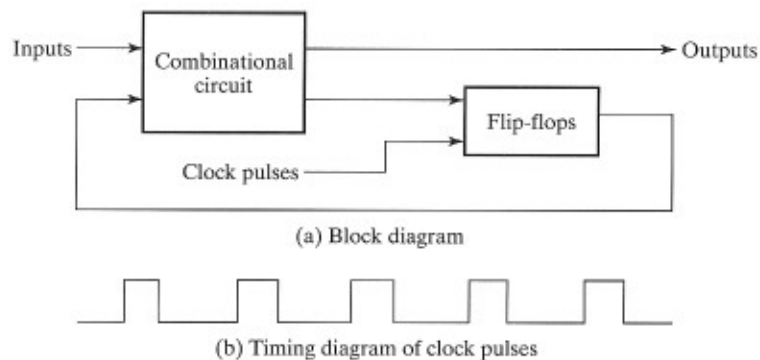 Inputs
Combinational
circuit
Outputs
Flip-flops
Clock pulses
(a) Block diagram
(b) Timing diagram of clock pulses